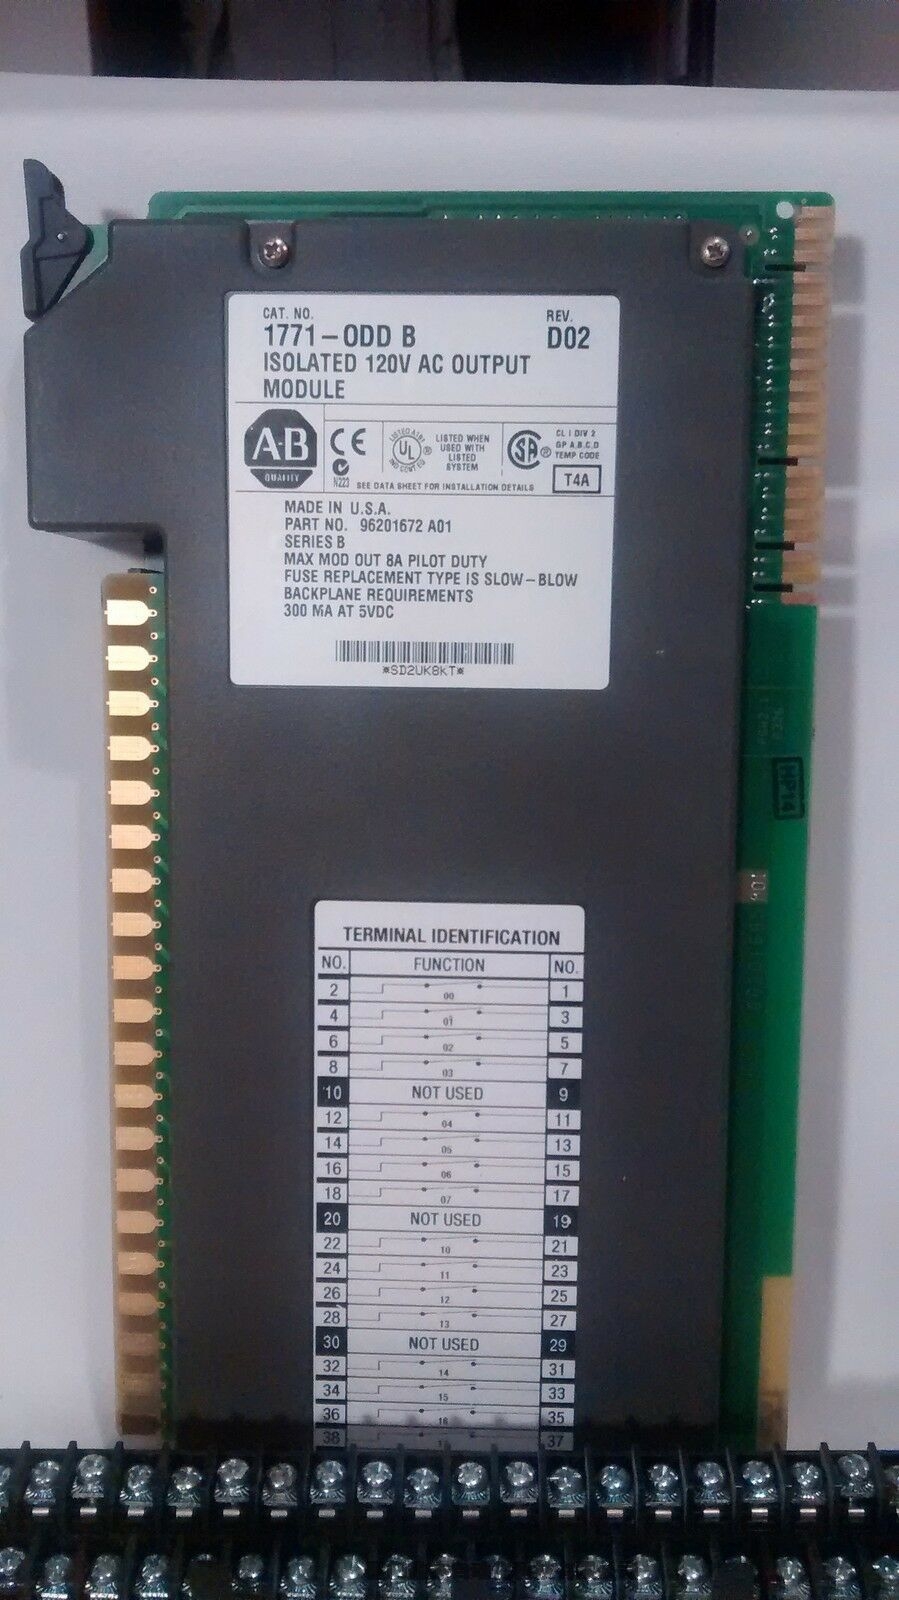 CAT. NO.
REV.
1771-ODD B
D02
ISOLATED 120V AC OUTPUT
MODULE
A-B
QUALITY
CE
N223
UL
LISTED WHEN
USED WITH
LISTED
SYSTEM
CL I DIV 2
GP A,B,C,D
TEMP CODE
T4A
SEE DATA SHEET FOR INSTALLATION DETAILS
MADE IN U.S.A.
PART NO. 96201672 A01
SERIES B
MAX MOD OUT 8A PILOT DUTY
FUSE REPLACEMENT TYPE IS SLOW-BLOW
BACKPLANE REQUIREMENTS
300 MA AT 5VDC
*SD2UK8KT*
HP14
TERMINAL IDENTIFICATION
NO. FUNCTION NO.
2 00 1
4 01 3
6 02 5
8 03 7
10 NOT USED 9
12 04 11
14 05 13
16 06 15
18 07 17
20 NOT USED 19
22 10 21
24 11 23
26 12 25
28 13 27
30 NOT USED 29
32 14 31
34 15 33
36 16 35
38 37